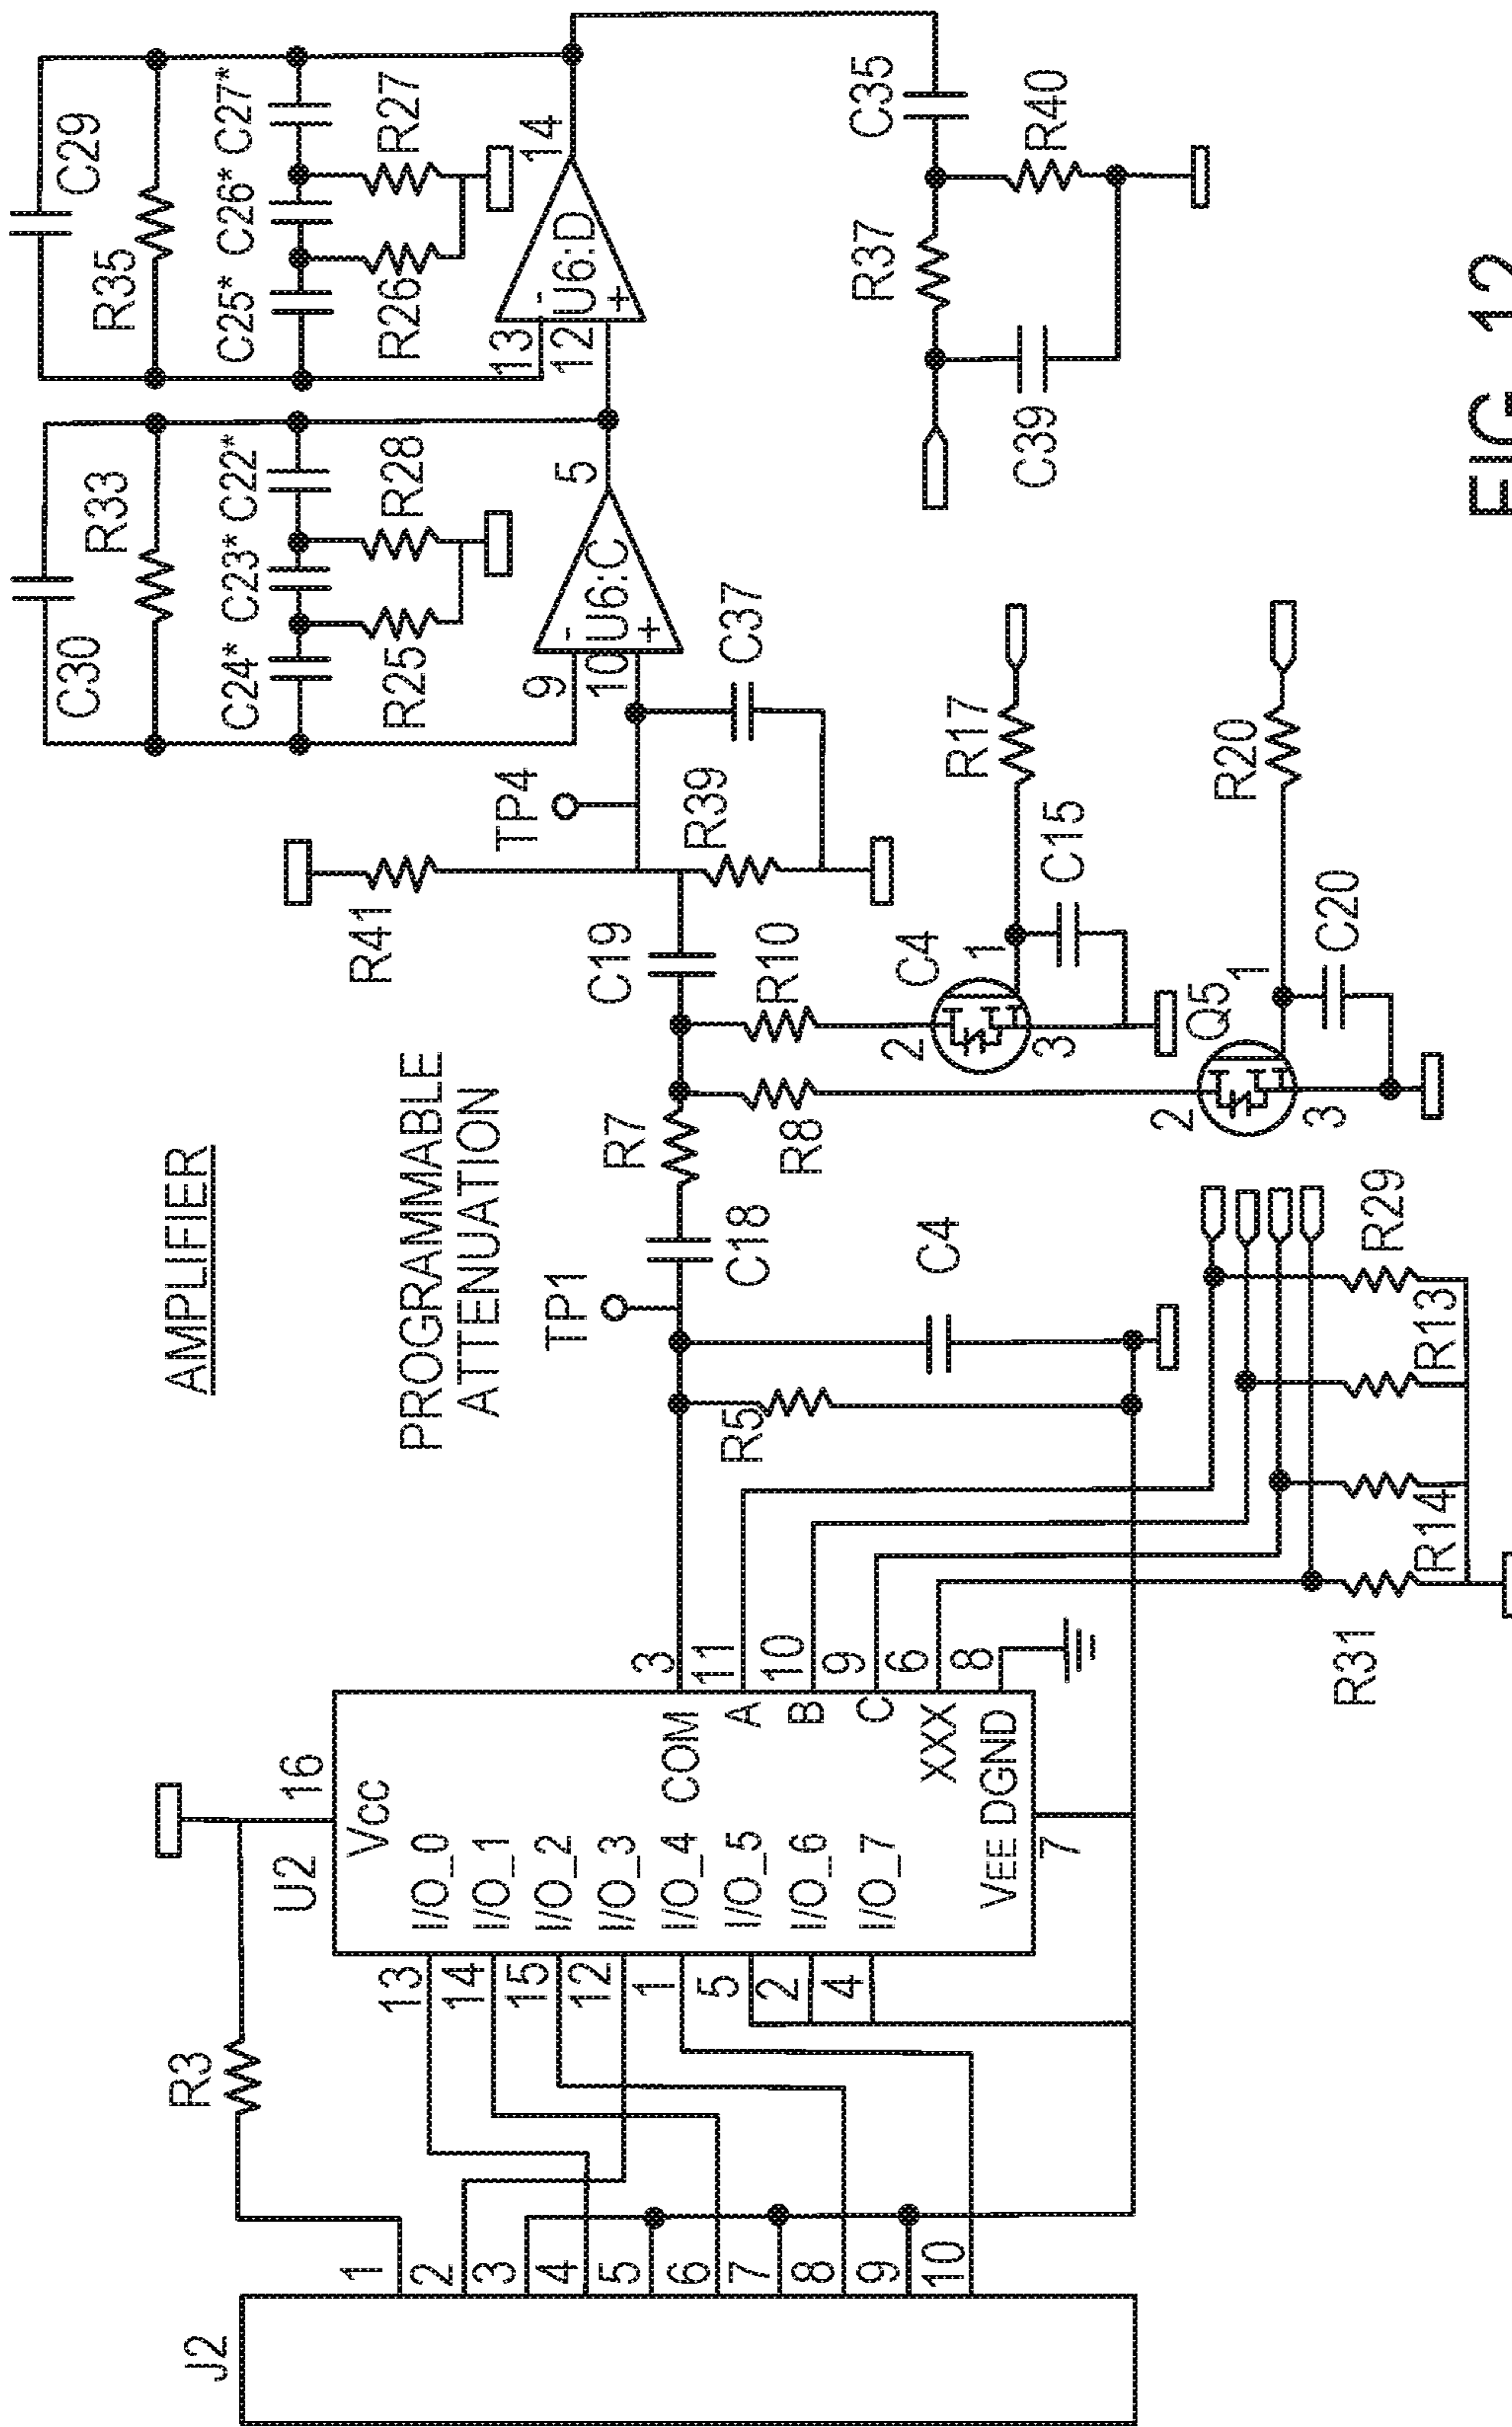 AMPLIFIER
PROGRAMMABLE
ATTENUATION
J2
1
2
3
4
5
6
7
8
9
10
R3
U2
16
Vcc
I/O_0
I/O_1
I/O_2
I/O_3
I/O_4
I/O_5
I/O_6
I/O_7
COM
A
B
C
XXX
VEE DGND
13
14
15
12
1
5
2
4
3
11
10
9
6
8
7
R31
R14
R13
R29
R5
C4
TP1
C18
R7
R8
R10
C19
R41
TP4
R39
C37
2
C4
1
3
C15
R17
2
Q5
1
3
C20
R20
C30
R33
C24* C23* C22*
R25
R28
9
10
-
U6:C
+
5
C29
R35
C25* C26* C27*
R26
R27
13
12
-
U6:D
+
14
C35
R37
R40
C39
FIG. 12